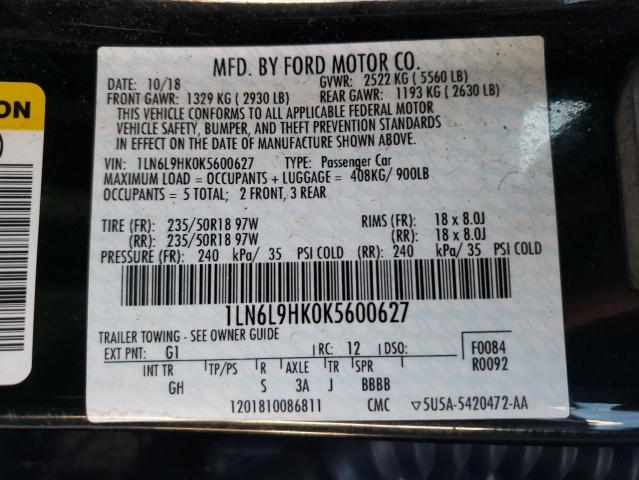 MFD. BY FORD MOTOR CO.
DATE: 10/18 GVWR: 2522 KG ( 5560 LB)
FRONT GAWR: 1329 KG ( 2930 LB) REAR GAWR: 1193 KG ( 2630 LB)
THIS VEHICLE CONFORMS TO ALL APPLICABLE FEDERAL MOTOR
VEHICLE SAFETY, BUMPER, AND THEFT PREVENTION STANDARDS
IN EFFECT ON THE DATE OF MANUFACTURE SHOWN ABOVE.
VIN: 1LN6L9HK0K5600627 TYPE: Passenger Car
MAXIMUM LOAD = OCCUPANTS + LUGGAGE = 408KG/ 900LB
OCCUPANTS = 5 TOTAL; 2 FRONT, 3 REAR
TIRE (FR): 235/50R18 97W RIMS (FR): 18 x 8.0J
(RR): 235/50R18 97W (RR): 18 x 8.0J
PRESSURE (FR): 240 kPa/ 35 PSI COLD (RR): 240 kPa/ 35 PSI COLD
1LN6L9HK0K5600627
TRAILER TOWING - SEE OWNER GUIDE
EXT PNT: G1 RC: 12 DSO: F0084
R0092
INT TR TP/PS R AXLE TR SPR
GH S 3A J BBBB
1201810086811 CMC ▽5U5A-5420472-AA
ON